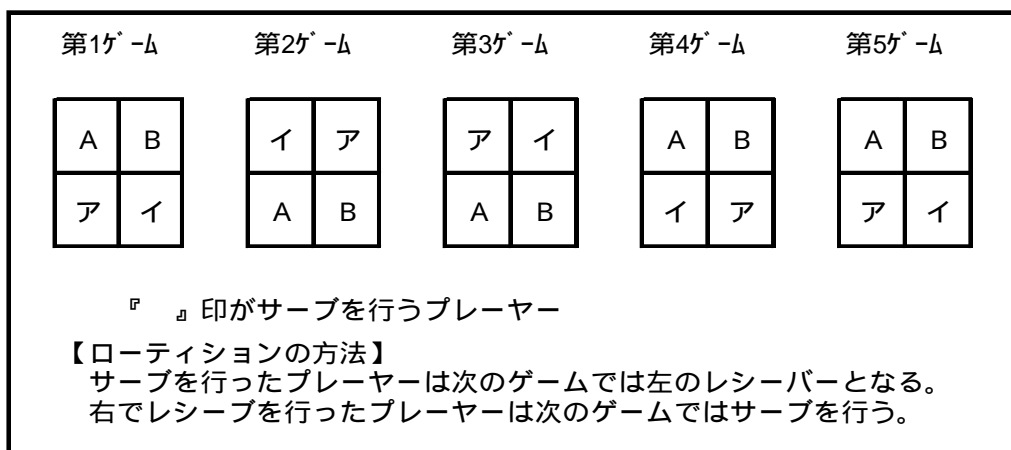 第1ｹﾞｰﾑ 第2ｹﾞｰﾑ 第3ｹﾞｰﾑ 第4ｹﾞｰﾑ 第5ｹﾞｰﾑ
A B イ ア ア イ A B A B
ア イ A B A B イ ア ア イ
『　』印がサーブを行うプレーヤー
【ローティションの方法】
サーブを行ったプレーヤーは次のゲームでは左のレシーバーとなる。
右でレシーブを行ったプレーヤーは次のゲームではサーブを行う。